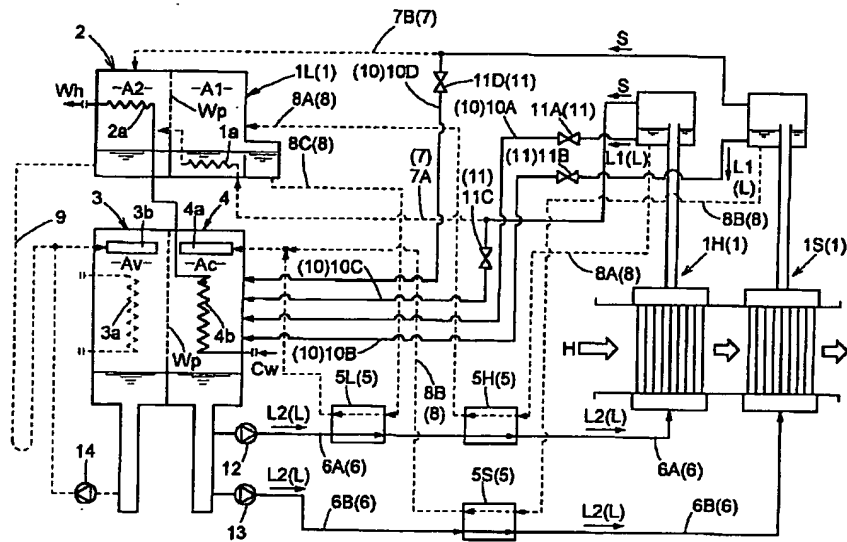 7B(7)
S
2
-A2-
-A1-
1L(1)
(10)10D
11D(11)
S
Wh
Wp
8A(8)
(10)10A
11A(11)
2a
1a
8C(8)
(7)
7A
L1(L)
(11)11B
L1
(L)
(11)
11C
9
3
3b
4a
4
8B(8)
8A(8)
1H(1)
1S(1)
-Av-
-Ac-
(10)10C
3a
4b
Wp
(10)10B
H
Cw
5L(5)
8B
(8)
5H(5)
L2(L)
L2(L)
14
12
6A(6)
6A(6)
L2(L)
5S(5)
L2(L)
13
6B(6)
6B(6)